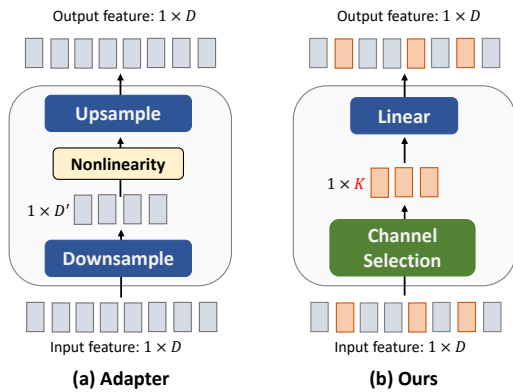 Output feature: 1 × D
Upsample
Nonlinearity
1 × D′
Downsample
Input feature: 1 × D
(a) Adapter
Output feature: 1 × D
Linear
1 × K
Channel
Selection
Input feature: 1 × D
(b) Ours